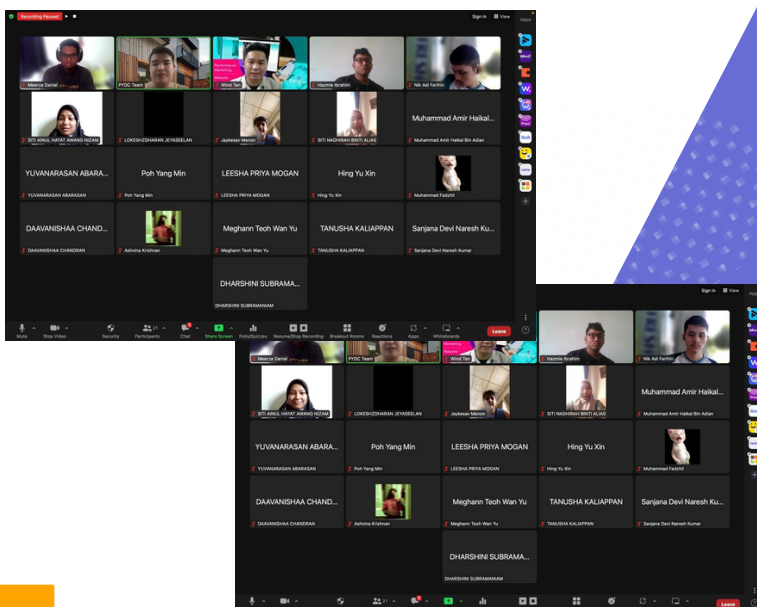 Recording Paused
Sign in
View
Apps
Meerza Danial
PYDC Team
Wind Tan
Hazmie Ibrahim
Nik Adi Farihin
Muhammad Amir Haikal...
SITI AINUL HAYAT AWANG NIZAM
LOKESHZDHARAN JEYASEELAN
Jaykesav Menon
SITI NADHIRAH BINTI ALIAS
Muhammad Amir Haikal Bin Adian
YUVANARASAN ABARA...
Poh Yang Min
LEESHA PRIYA MOGAN
Hing Yu Xin
YUVANARASAN ABARASAN
Poh Yang Min
LEESHA PRIYA MOGAN
Hing Yu Xin
Muhammad Fadzhil
DAAVANISHAA CHAND...
Meghann Teoh Wan Yu
TANUSHA KALIAPPAN
Sanjana Devi Naresh Ku...
DAAVANISHAA CHANDRAN
Ashvina Krishnan
Meghann Teoh Wan Yu
TANUSHA KALIAPPAN
Sanjana Devi Naresh Kumar
DHARSHINI SUBRAMA...
DHARSHINI SUBRAMANIAM
Mute
Stop Video
Security
21
Participants
Chat
Share Screen
Polls/Quizzes
Resume/Stop Recording
Breakout Rooms
Reactions
Apps
Whiteboards
Leave
Sign in
View
Meerza Danial
PYDC Team
Wind Tan
Hazmie Ibrahim
Nik Adi Farihin
Muhammad Amir Haikal...
SITI AINUL HAYAT AWANG NIZAM
LOKESHZDHARAN JEYASEELAN
Jaykesav Menon
SITI NADHIRAH BINTI ALIAS
Muhammad Amir Haikal Bin Adian
YUVANARASAN ABARA...
Poh Yang Min
LEESHA PRIYA MOGAN
Hing Yu Xin
YUVANARASAN ABARASAN
Poh Yang Min
LEESHA PRIYA MOGAN
Hing Yu Xin
Muhammad Fadzhil
DAAVANISHAA CHAND...
Meghann Teoh Wan Yu
TANUSHA KALIAPPAN
Sanjana Devi Naresh Ku...
DAAVANISHAA CHANDRAN
Ashvina Krishnan
Meghann Teoh Wan Yu
TANUSHA KALIAPPAN
Sanjana Devi Naresh Kumar
DHARSHINI SUBRAMA...
DHARSHINI SUBRAMANIAM
21
Leave